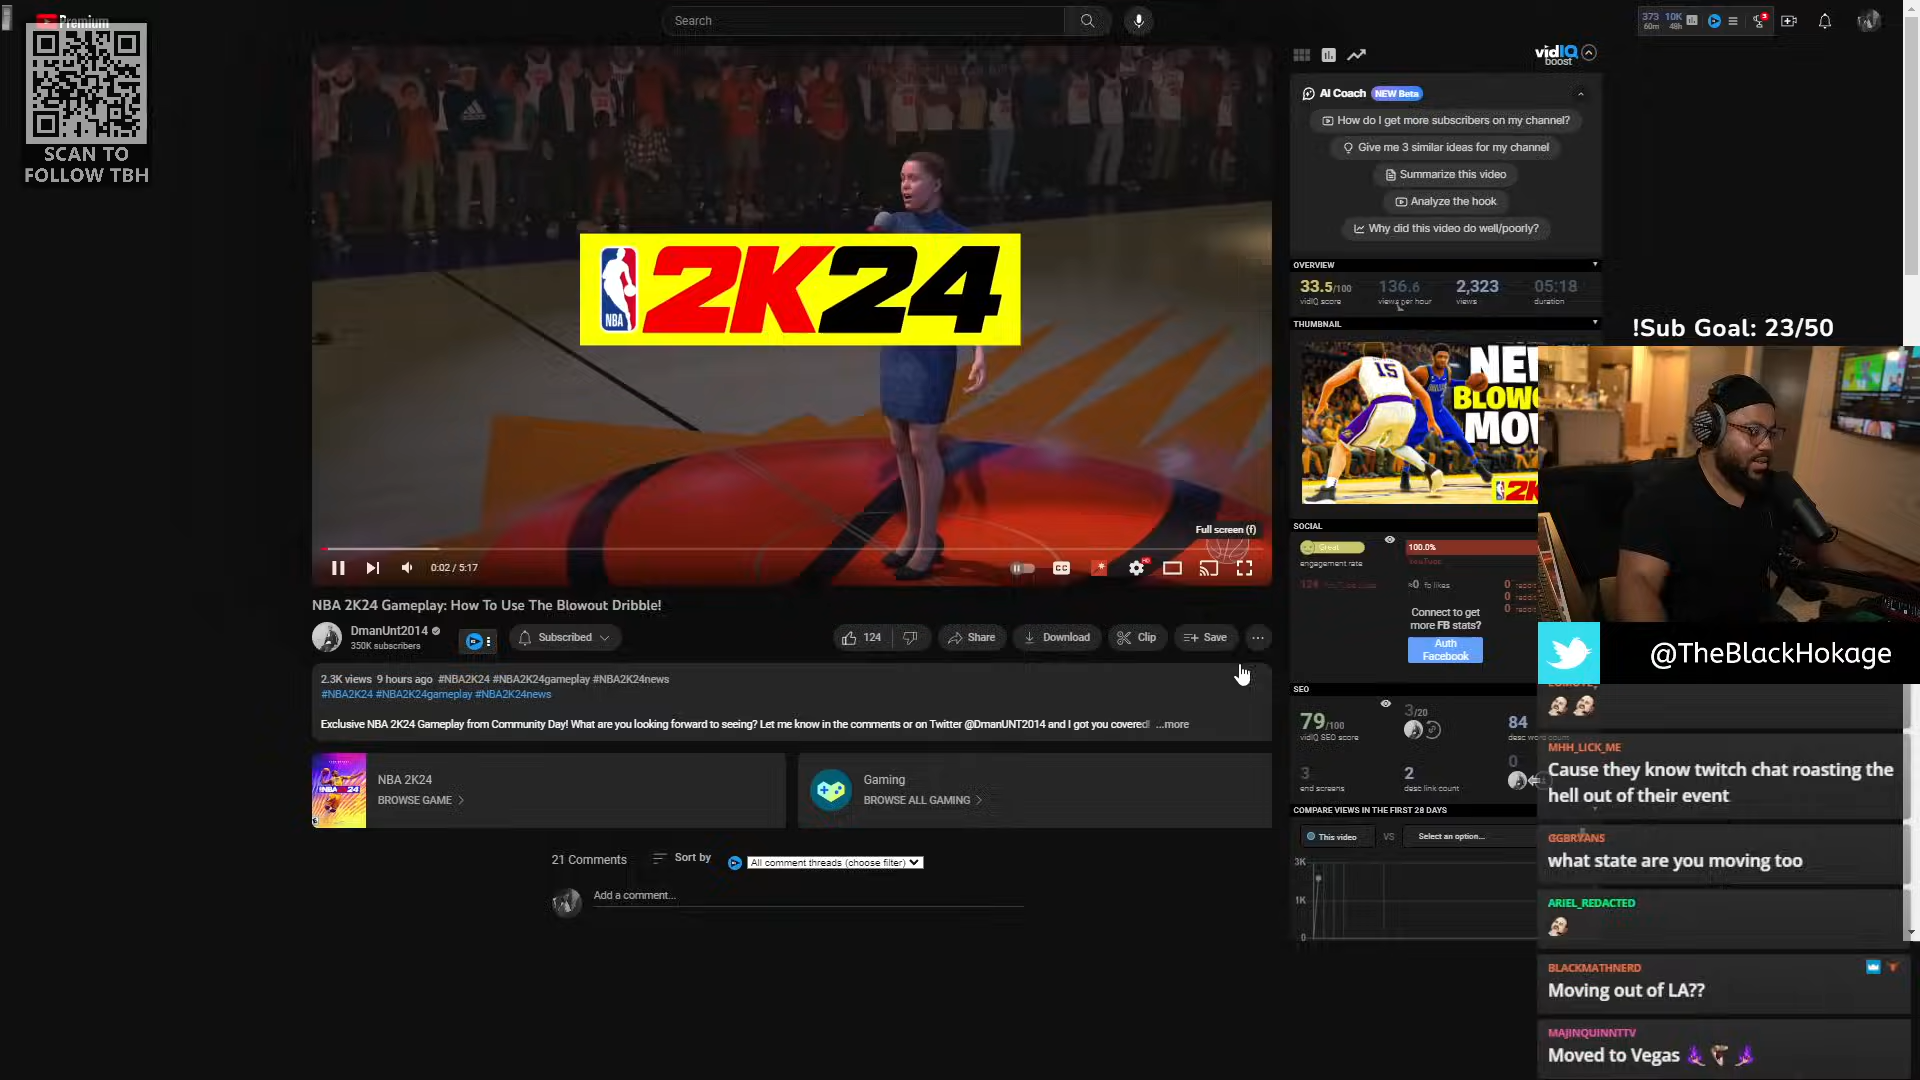 Premium
Search
373 10K
60m 48h
SCAN TO
FOLLOW TBH
NBA
2K24
Full screen (f)
0:02 / 5:17
CC
NBA 2K24 Gameplay: How To Use The Blowout Dribble!
DmanUnt2014
350K subscribers
Subscribed
124
Share
Download
Clip
Save
2.3K views 9 hours ago #NBA2K24 #NBA2K24gameplay #NBA2K24news
#NBA2K24 #NBA2K24gameplay #NBA2K24news
Exclusive NBA 2K24 Gameplay from Community Day! What are you looking forward to seeing? Let me know in the comments or on Twitter @DmanUNT2014 and I got you covered! ...more
NBA 2K24
BROWSE GAME
Gaming
BROWSE ALL GAMING
21 Comments
Sort by
All comment threads (choose filter)
Add a comment...
vidIQ
boost
AI Coach NEW Beta
How do I get more subscribers on my channel?
Give me 3 similar ideas for my channel
Summarize this video
Analyze the hook
Why did this video do well/poorly?
OVERVIEW
33.5/100 136.6 2,323 05:18
vidIQ score views per hour views duration
THUMBNAIL
15
BLOW
SOCIAL
Great 100.0%
engagement rate
≈0 fb likes
Connect to get
more FB stats?
Auth
Facebook
SEO
79/100 3/20 84
vidIQ SEO score
3 2 0
end screens desc link count
COMPARE VIEWS IN THE FIRST 28 DAYS
This video VS Select an option...
3K
1K
0
!Sub Goal: 23/50
@TheBlackHokage
MHH_LICK_ME
Cause they know twitch chat roasting the
hell out of their event
GGBRYANS
what state are you moving too
ARIEL_REDACTED
BLACKMATHNERD
Moving out of LA??
MAJINQUINNTTV
Moved to Vegas